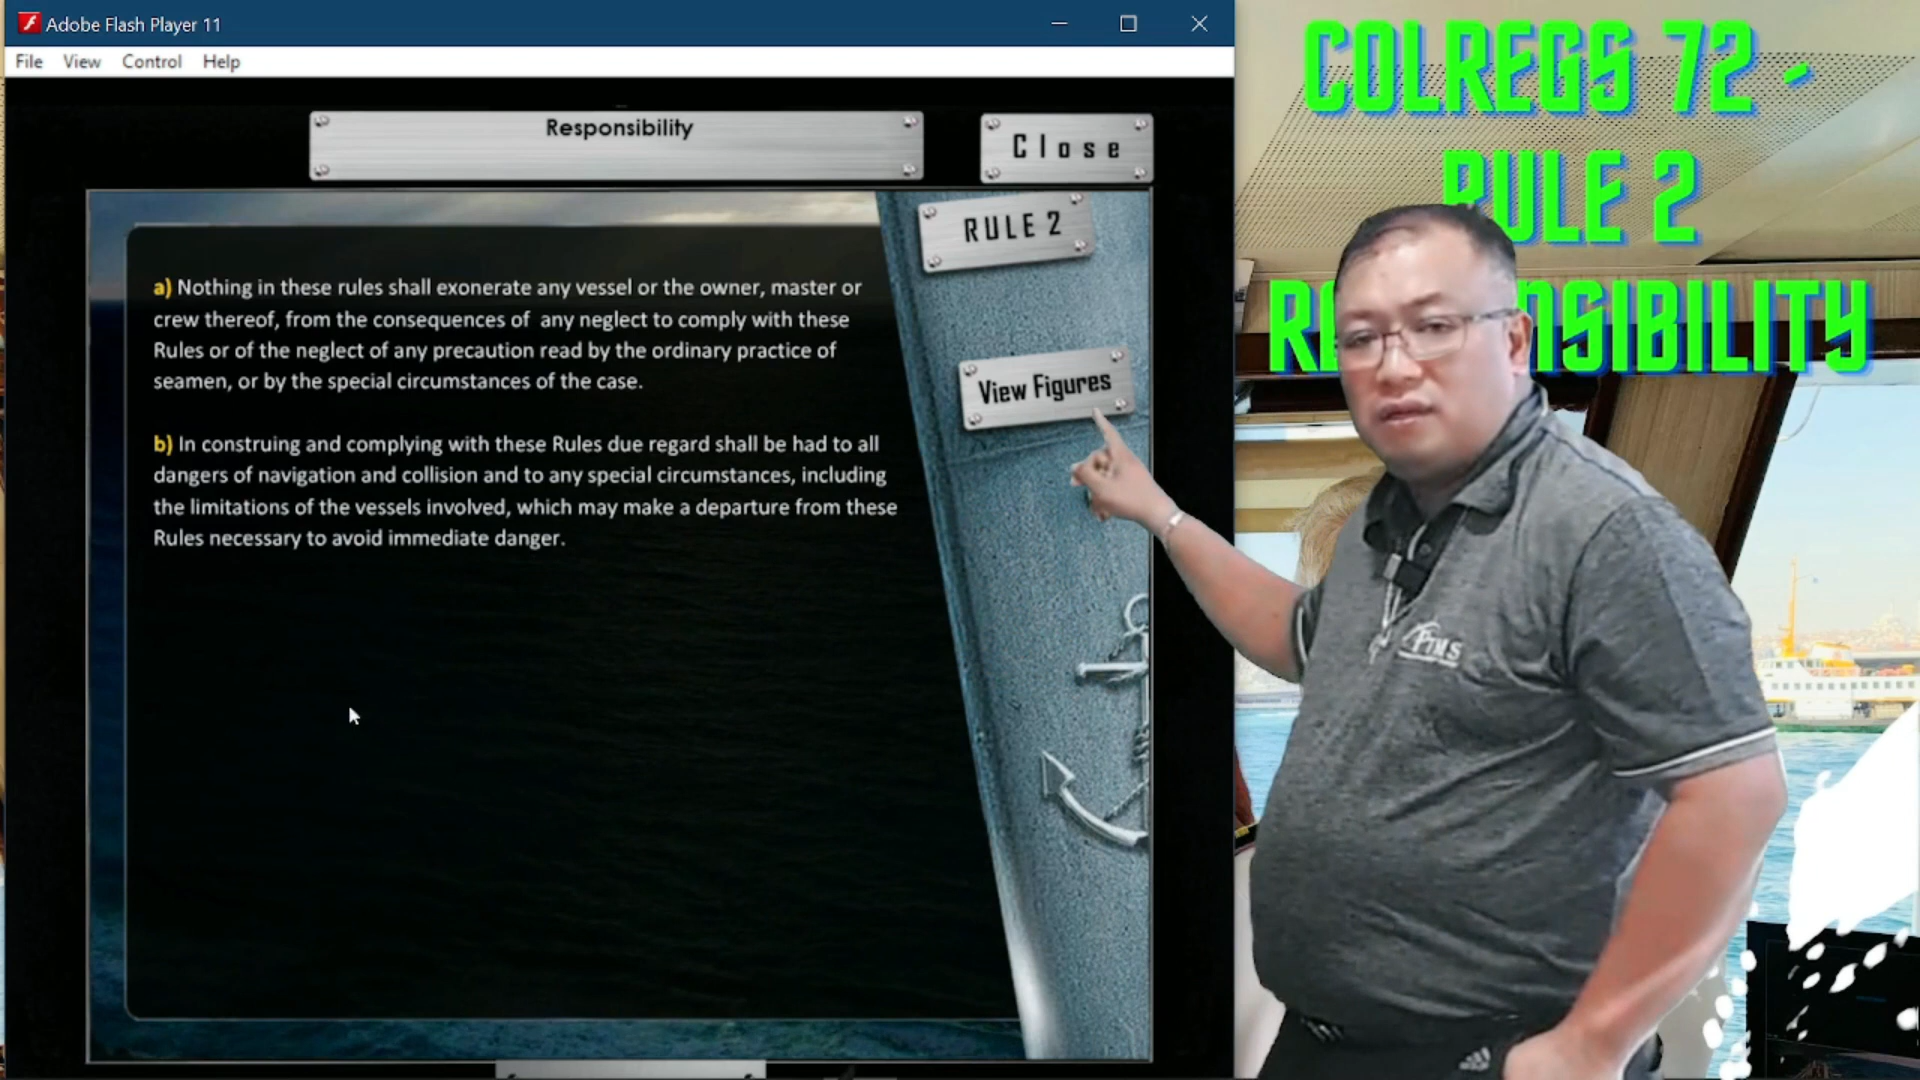 Adobe Flash Player 11
File View Control Help
Responsibility
Close
RULE 2
View Figures
a) Nothing in these rules shall exonerate any vessel or the owner, master or
crew thereof, from the consequences of any neglect to comply with these
Rules or of the neglect of any precaution read by the ordinary practice of
seamen, or by the special circumstances of the case.
b) In construing and complying with these Rules due regard shall be had to all
dangers of navigation and collision and to any special circumstances, including
the limitations of the vessels involved, which may make a departure from these
Rules necessary to avoid immediate danger.
COLREGS 72 -
RULE 2
RE NSIBILITY
PTMS